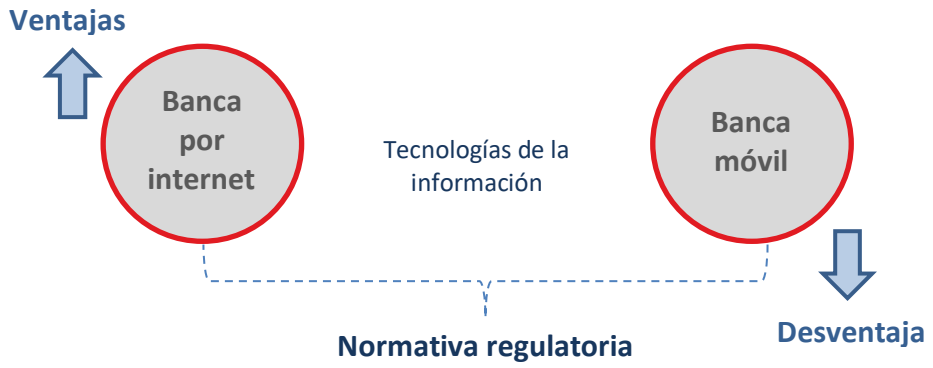 Ventajas
Banca
por
internet
Tecnologías de la
información
Banca
móvil
Normativa regulatoria
Desventaja